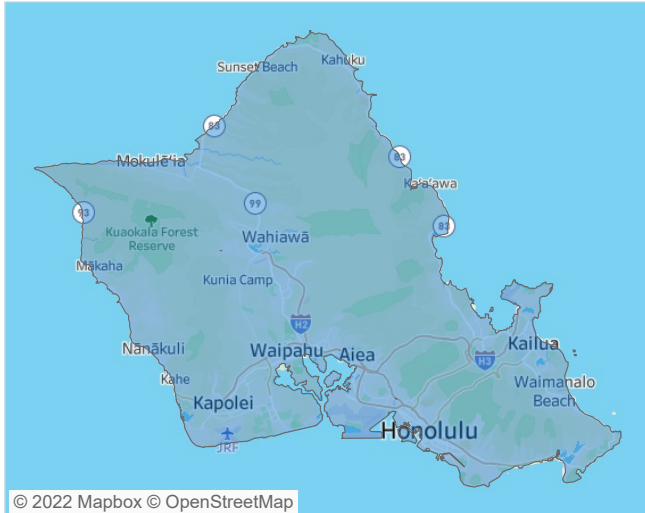 Kahuku
Sunset Beach
83
83
Mokulē‘ia
Ka‘a‘awa
99
93
83
Kuaokala Forest
Reserve
Wahiawā
Mākaha
Kunia Camp
H2
Nānākuli
Waipahu
Aiea
H3
Kailua
Kahe
Waimanalo
Beach
Kapolei
Honolulu
JRF
© 2022 Mapbox © OpenStreetMap